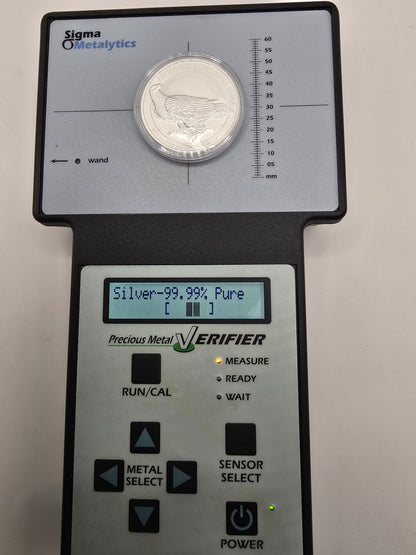 Sigma
Metalytics
60
55
50
45
40
35
30
25
20
15
10
05
mm
wand
Silver-99.99% Pure
[ ]
Precious Metal VERIFIER
MEASURE
READY
WAIT
RUN/CAL
METAL
SELECT
SENSOR
SELECT
POWER